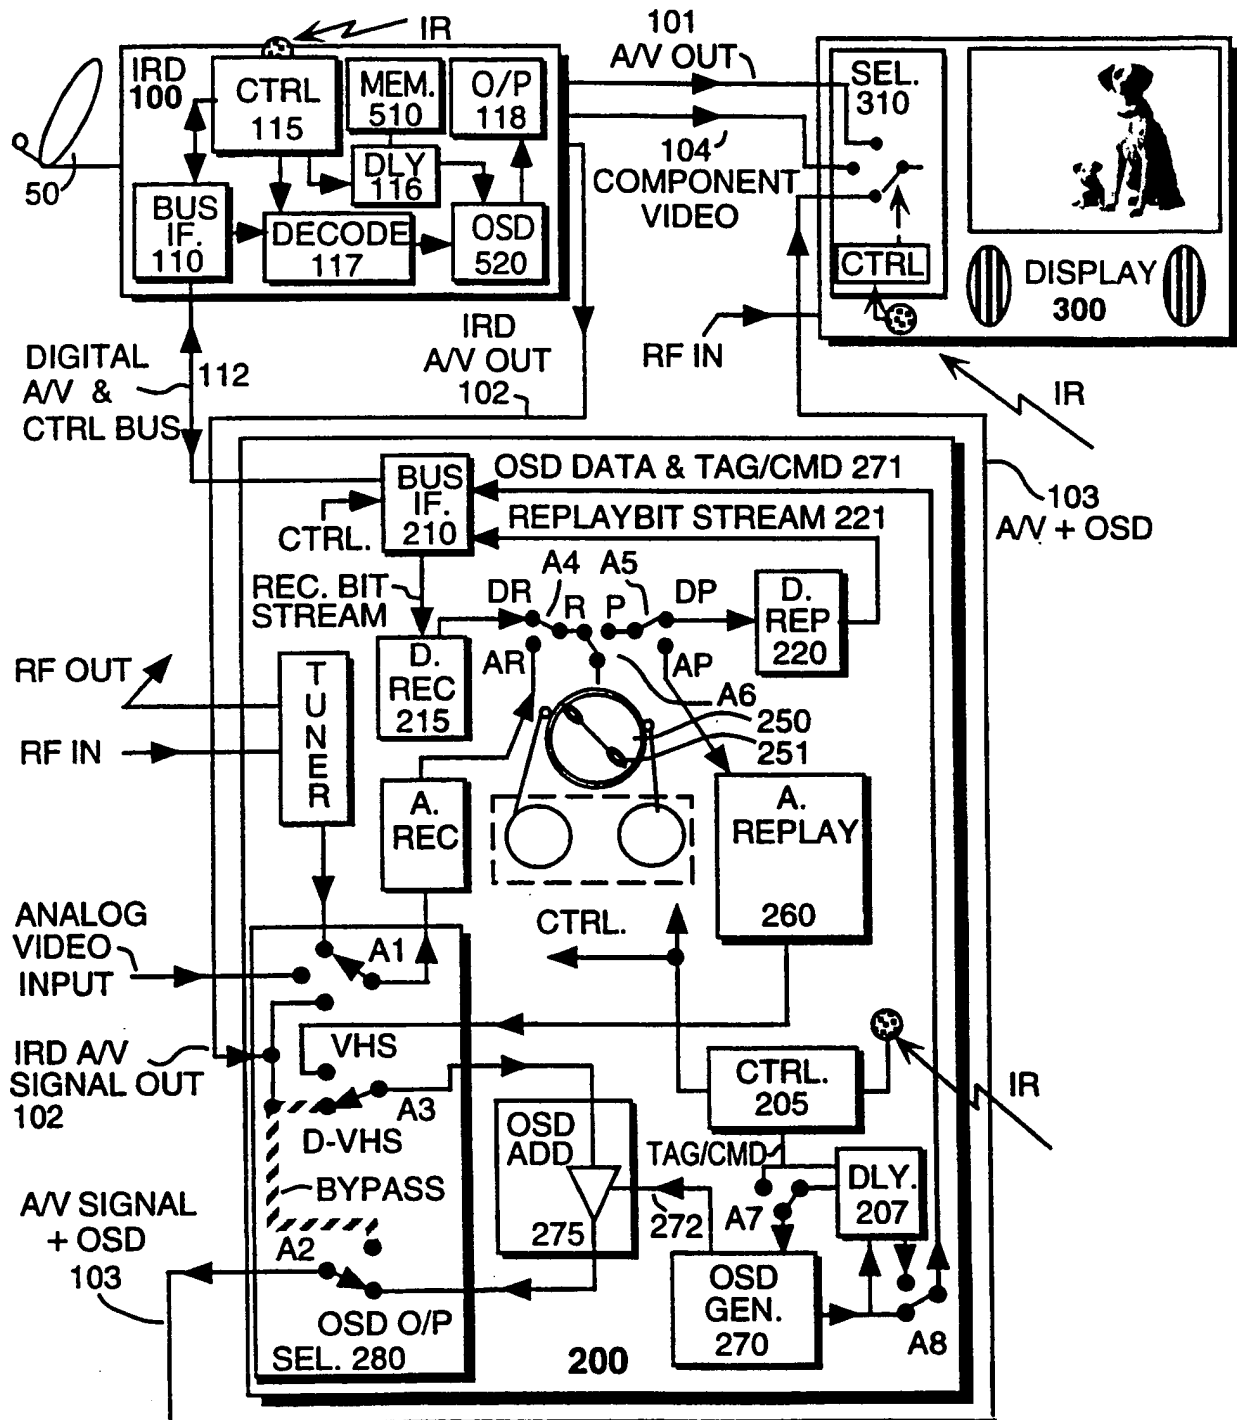 IR
101
A/V OUT
IRD
100
CTRL
115
MEM.
510
O/P
118
SEL.
310
50
DLY
116
104
COMPONENT
VIDEO
BUS
IF.
110
DECODE
117
OSD
520
CTRL
DISPLAY
300
RF IN
IR
IRD
A/V OUT
102
DIGITAL
A/V &
CTRL BUS
112
BUS
IF.
210
CTRL.
OSD DATA & TAG/CMD 271
REPLAYBIT STREAM 221
103
A/V + OSD
REC. BIT
STREAM
DR
A4
R
P
A5
DP
D.
REP
220
AR
AP
A6
D.
REC
215
RF OUT
RF IN
TUNER
250
251
A.
REC
A.
REPLAY
260
ANALOG
VIDEO
INPUT
A1
CTRL.
IRD A/V
SIGNAL OUT
102
VHS
A3
D-VHS
BYPASS
OSD
ADD
275
CTRL.
205
IR
TAG/CMD
DLY.
207
A7
272
A/V SIGNAL
+ OSD
103
A2
OSD O/P
SEL. 280
OSD
GEN.
270
A8
200